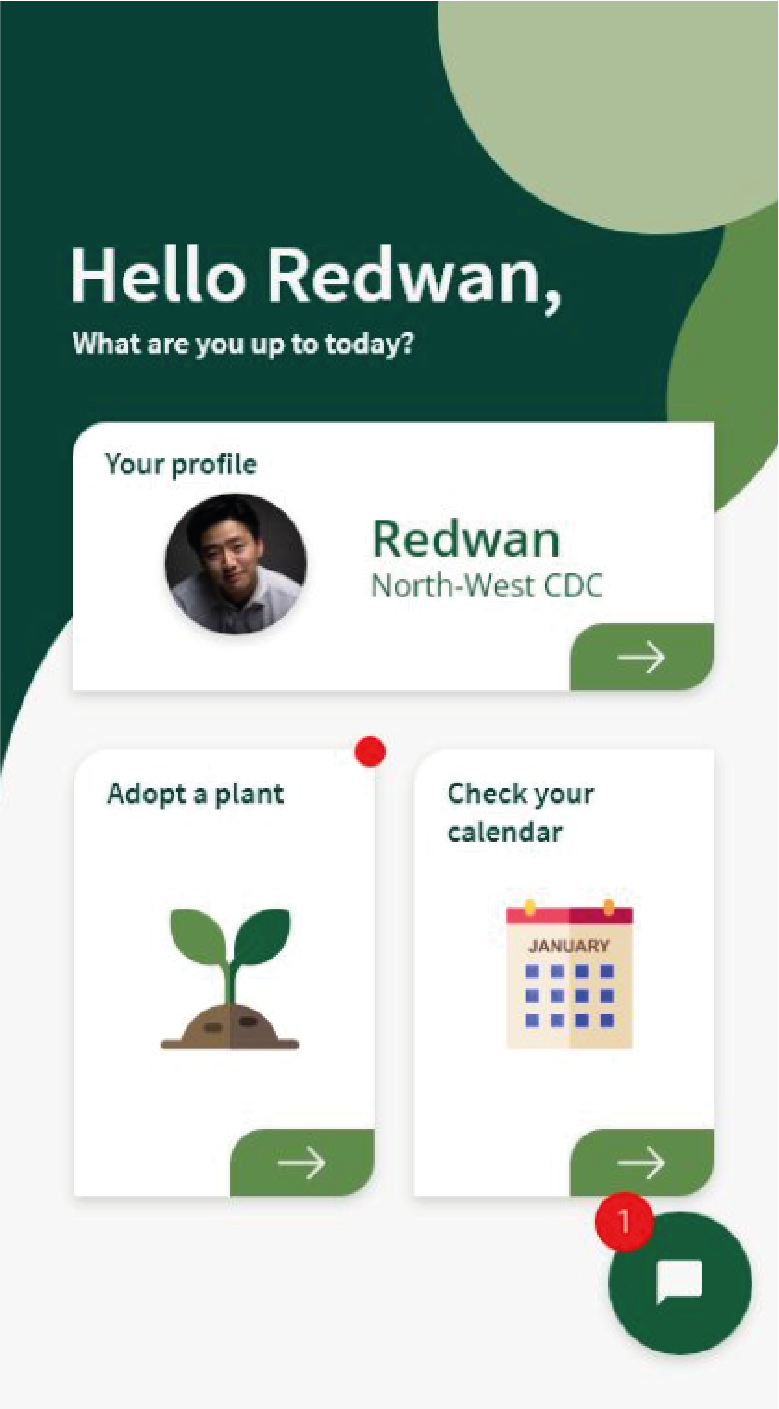 Hello Redwan,
What are you up to today?
Your profile
Redwan
North-West CDC
Adopt a plant
Check your
calendar
JANUARY
1